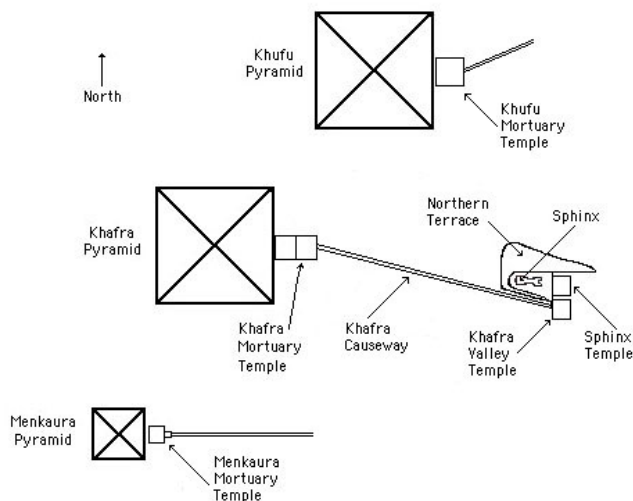 Khufu
Pyramid
North
Khufu
Mortuary
Temple
Northern
Terrace
Sphinx
Khafra
Pyramid
Khafra
Mortuary
Temple
Khafra
Causeway
Khafra
Valley
Temple
Sphinx
Temple
Menkaura
Pyramid
Menkaura
Mortuary
Temple